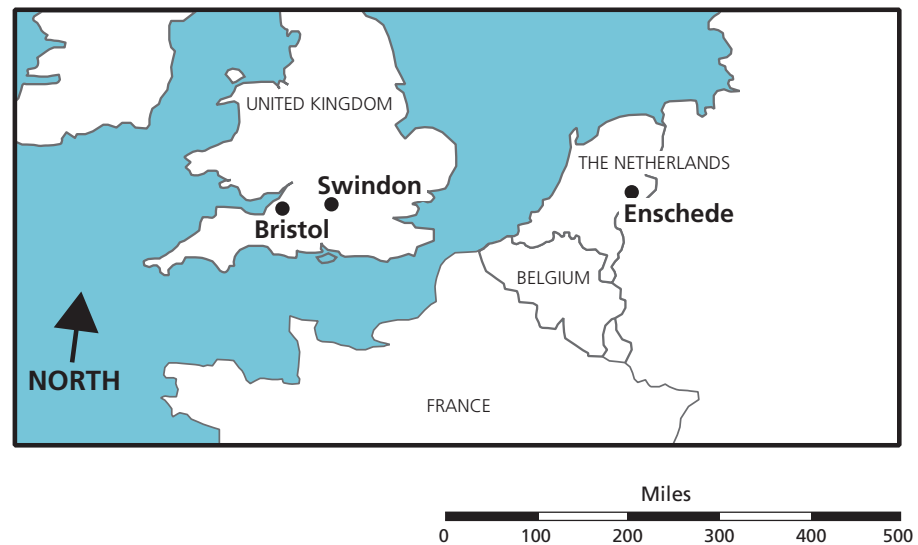 UNITED KINGDOM
THE NETHERLANDS
Swindon
Bristol
Enschede
BELGIUM
NORTH
FRANCE
Miles
0 100 200 300 400 500